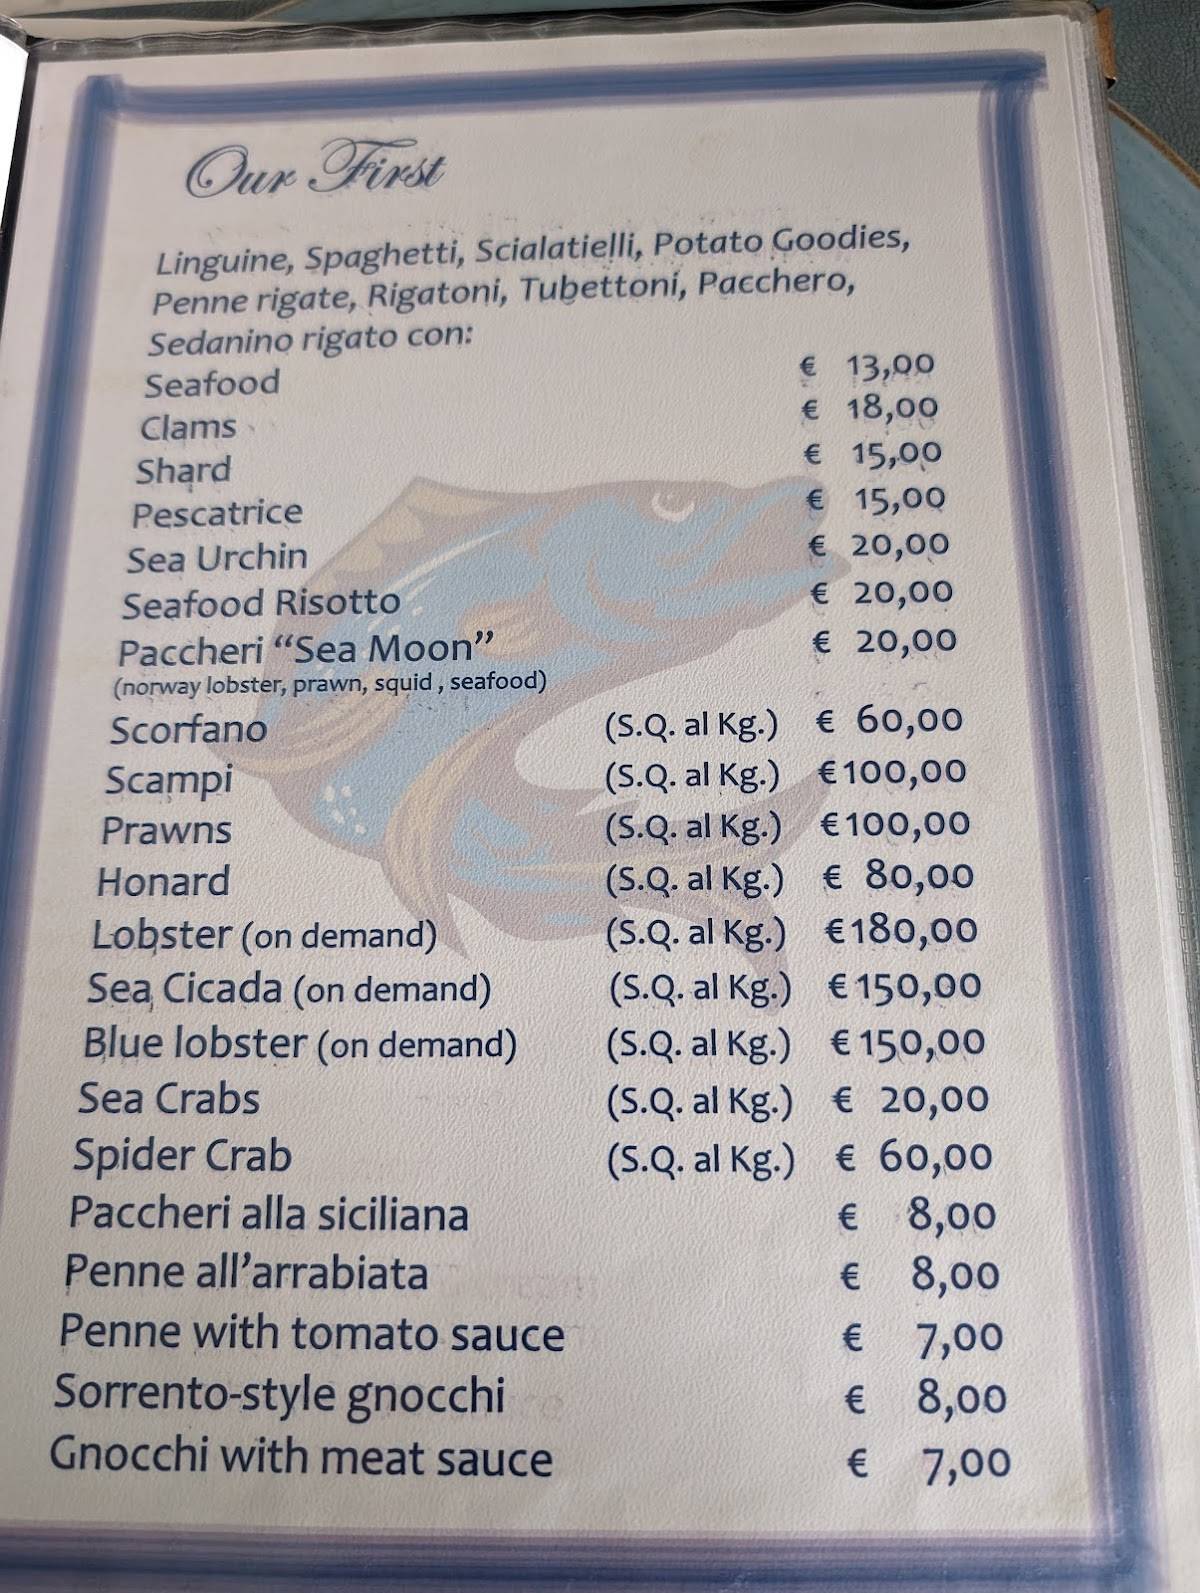 Our First
Linguine, Spaghetti, Scialatielli, Potato Goodies,
Penne rigate, Rigatoni, Tubettoni, Pacchero,
Sedanino rigato con:
Seafood € 13,00
Clams € 18,00
Shard € 15,00
Pescatrice € 15,00
Sea Urchin € 20,00
Seafood Risotto € 20,00
Paccheri “Sea Moon” € 20,00
(norway lobster, prawn, squid , seafood)
Scorfano (S.Q. al Kg.) € 60,00
Scampi (S.Q. al Kg.) €100,00
Prawns (S.Q. al Kg.) €100,00
Honard (S.Q. al Kg.) € 80,00
Lobster (on demand) (S.Q. al Kg.) €180,00
Sea Cicada (on demand) (S.Q. al Kg.) €150,00
Blue lobster (on demand) (S.Q. al Kg.) €150,00
Sea Crabs (S.Q. al Kg.) € 20,00
Spider Crab (S.Q. al Kg.) € 60,00
Paccheri alla siciliana € 8,00
Penne all’arrabiata € 8,00
Penne with tomato sauce € 7,00
Sorrento-style gnocchi € 8,00
Gnocchi with meat sauce € 7,00